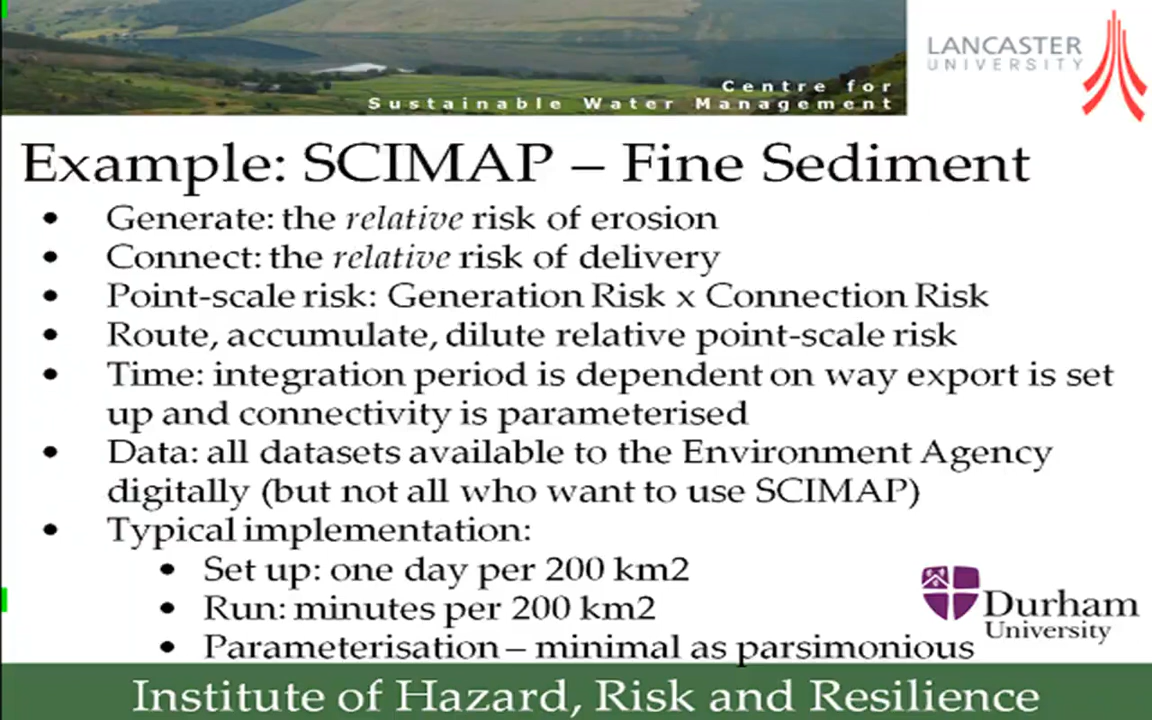 Centre for
Sustainable Water Management
LANCASTER
UNIVERSITY
Example: SCIMAP – Fine Sediment
• Generate: the relative risk of erosion
• Connect: the relative risk of delivery
• Point-scale risk: Generation Risk x Connection Risk
• Route, accumulate, dilute relative point-scale risk
• Time: integration period is dependent on way export is set
up and connectivity is parameterised
• Data: all datasets available to the Environment Agency
digitally (but not all who want to use SCIMAP)
• Typical implementation:
• Set up: one day per 200 km2
• Run: minutes per 200 km2
• Parameterisation – minimal as parsimonious
Durham
University
Institute of Hazard, Risk and Resilience